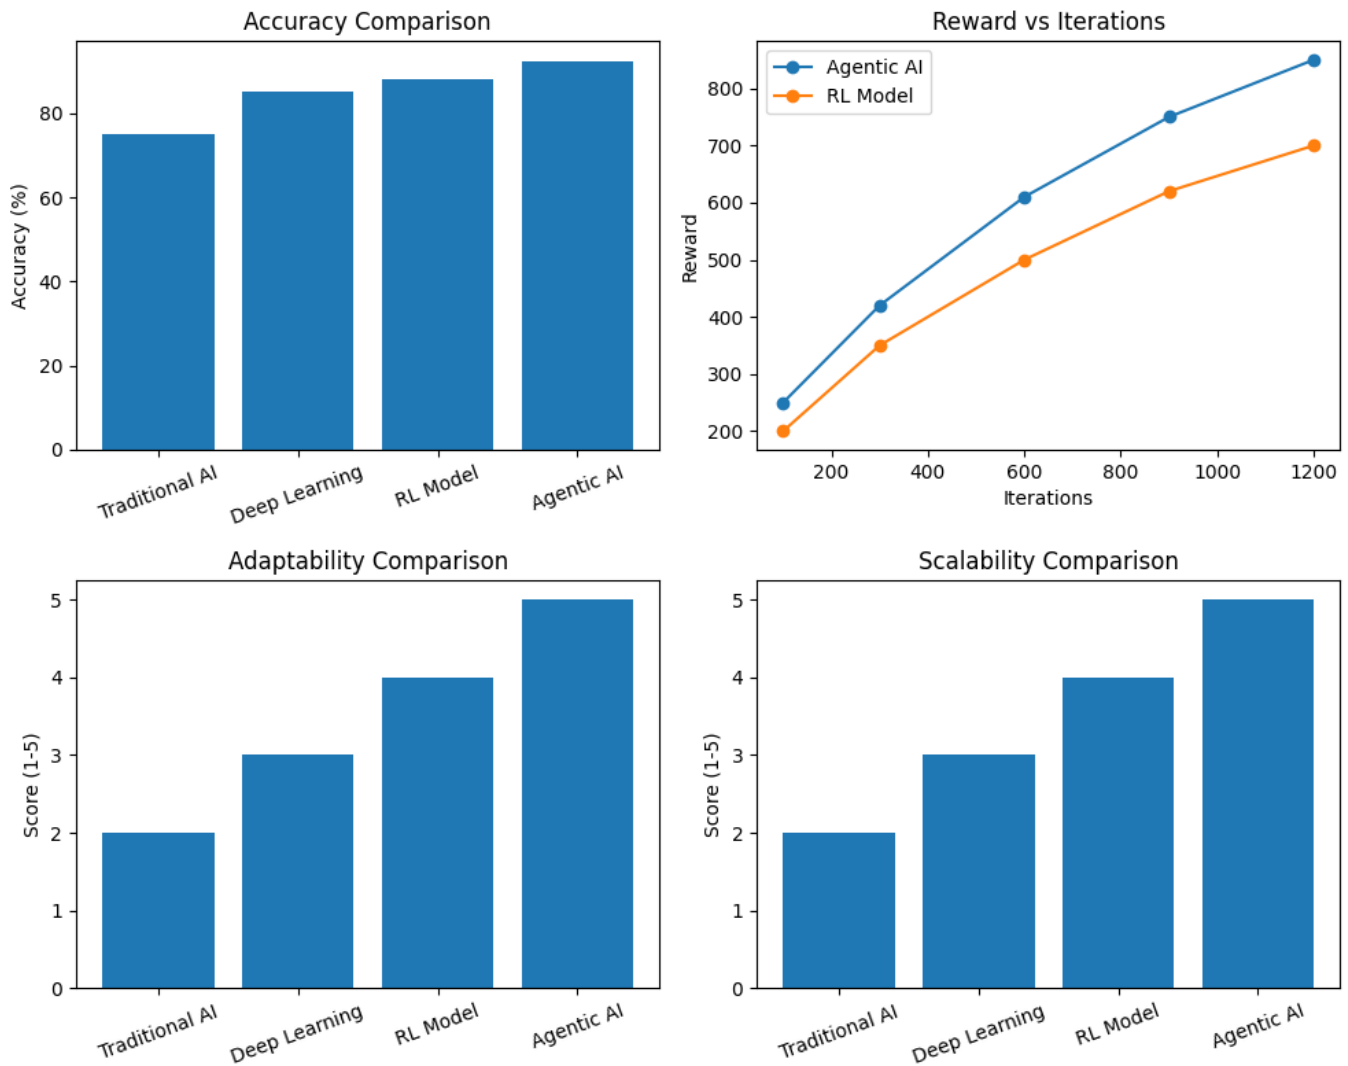 Accuracy Comparison
Accuracy (%)
80
60
40
20
0
Traditional AI
Deep Learning
RL Model
Agentic AI
Reward vs Iterations
Agentic AI
RL Model
Reward
800
700
600
500
400
300
200
200
400
600
800
1000
1200
Iterations
Adaptability Comparison
Score (1-5)
5
4
3
2
1
0
Traditional AI
Deep Learning
RL Model
Agentic AI
Scalability Comparison
Score (1-5)
5
4
3
2
1
0
Traditional AI
Deep Learning
RL Model
Agentic AI